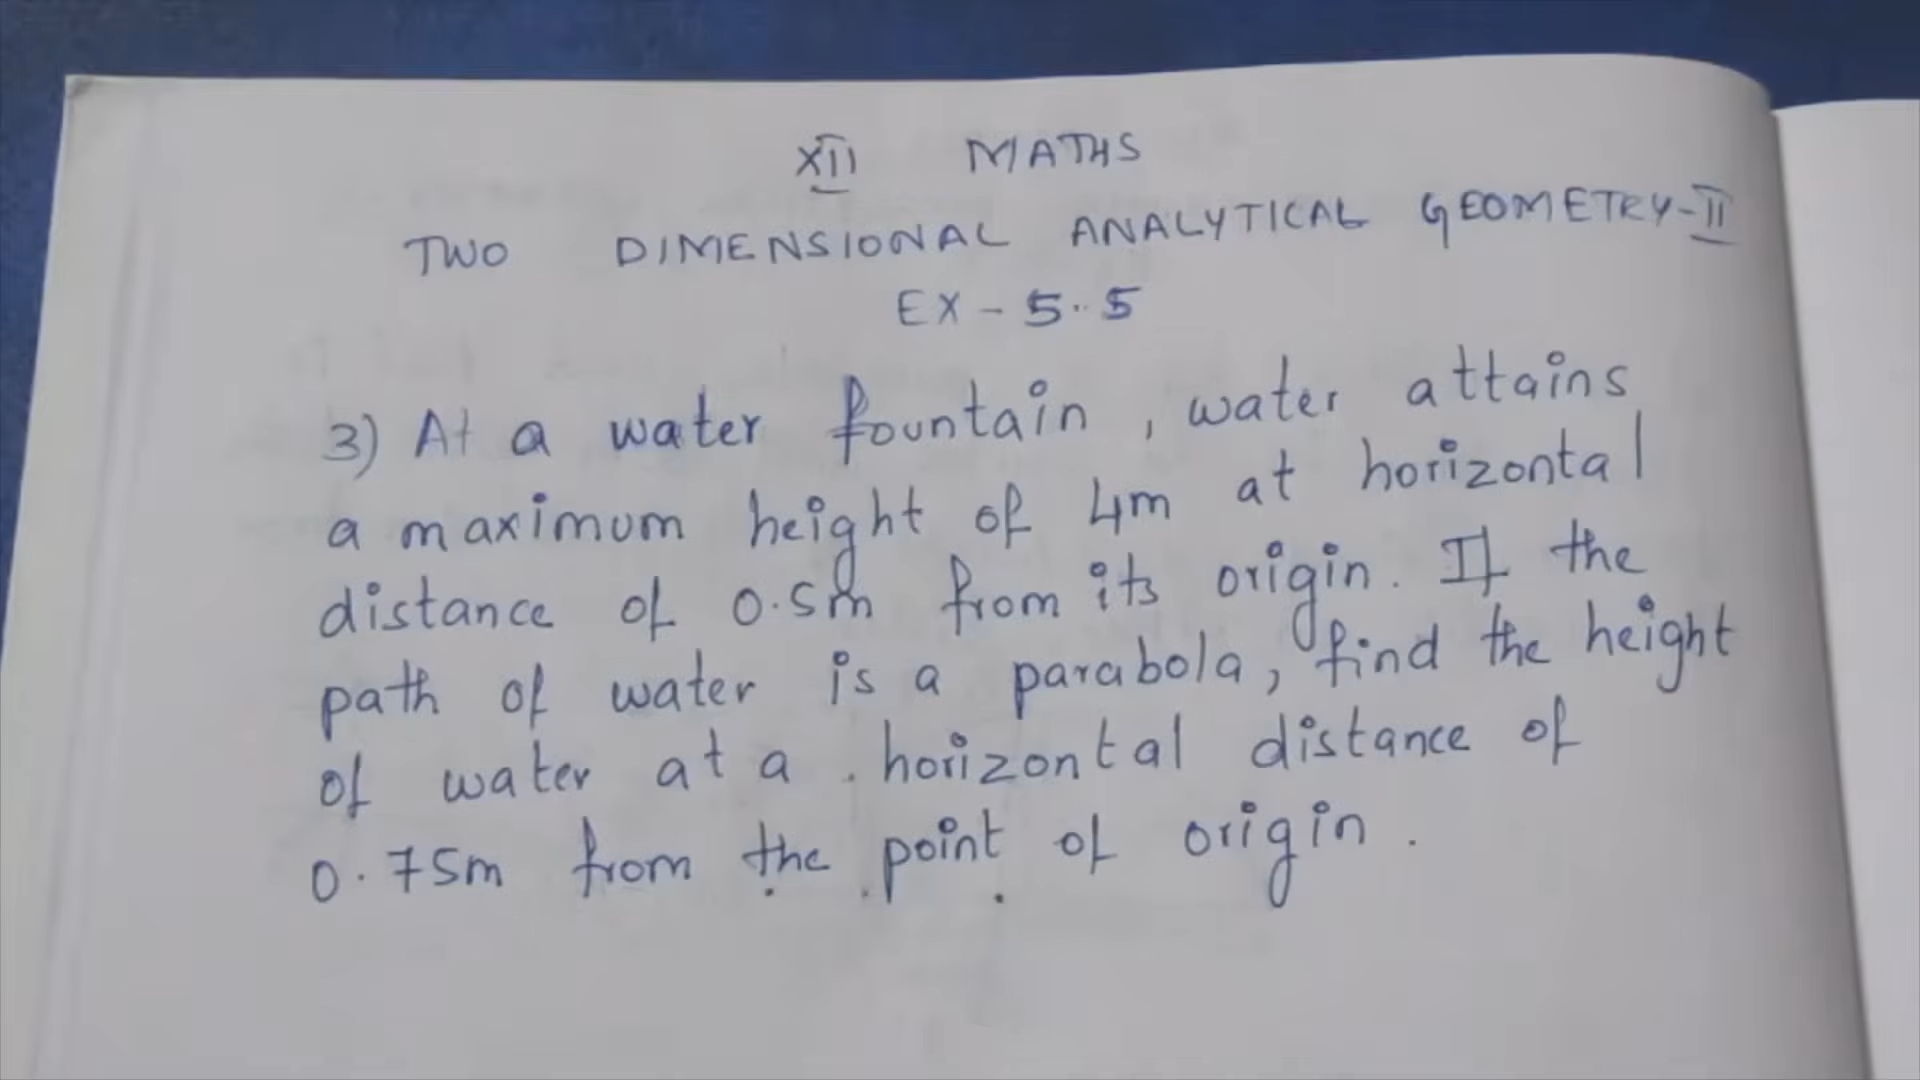 XII MATHS
TWO DIMENSIONAL ANALYTICAL GEOMETRY-II
EX - 5.5
3) At a water fountain, water attains
a maximum height of 4m at horizontal
distance of 0.5m from its origin. If the
path of water is a parabola, find the height
of water at a horizontal distance of
0.75m from the point of origin.